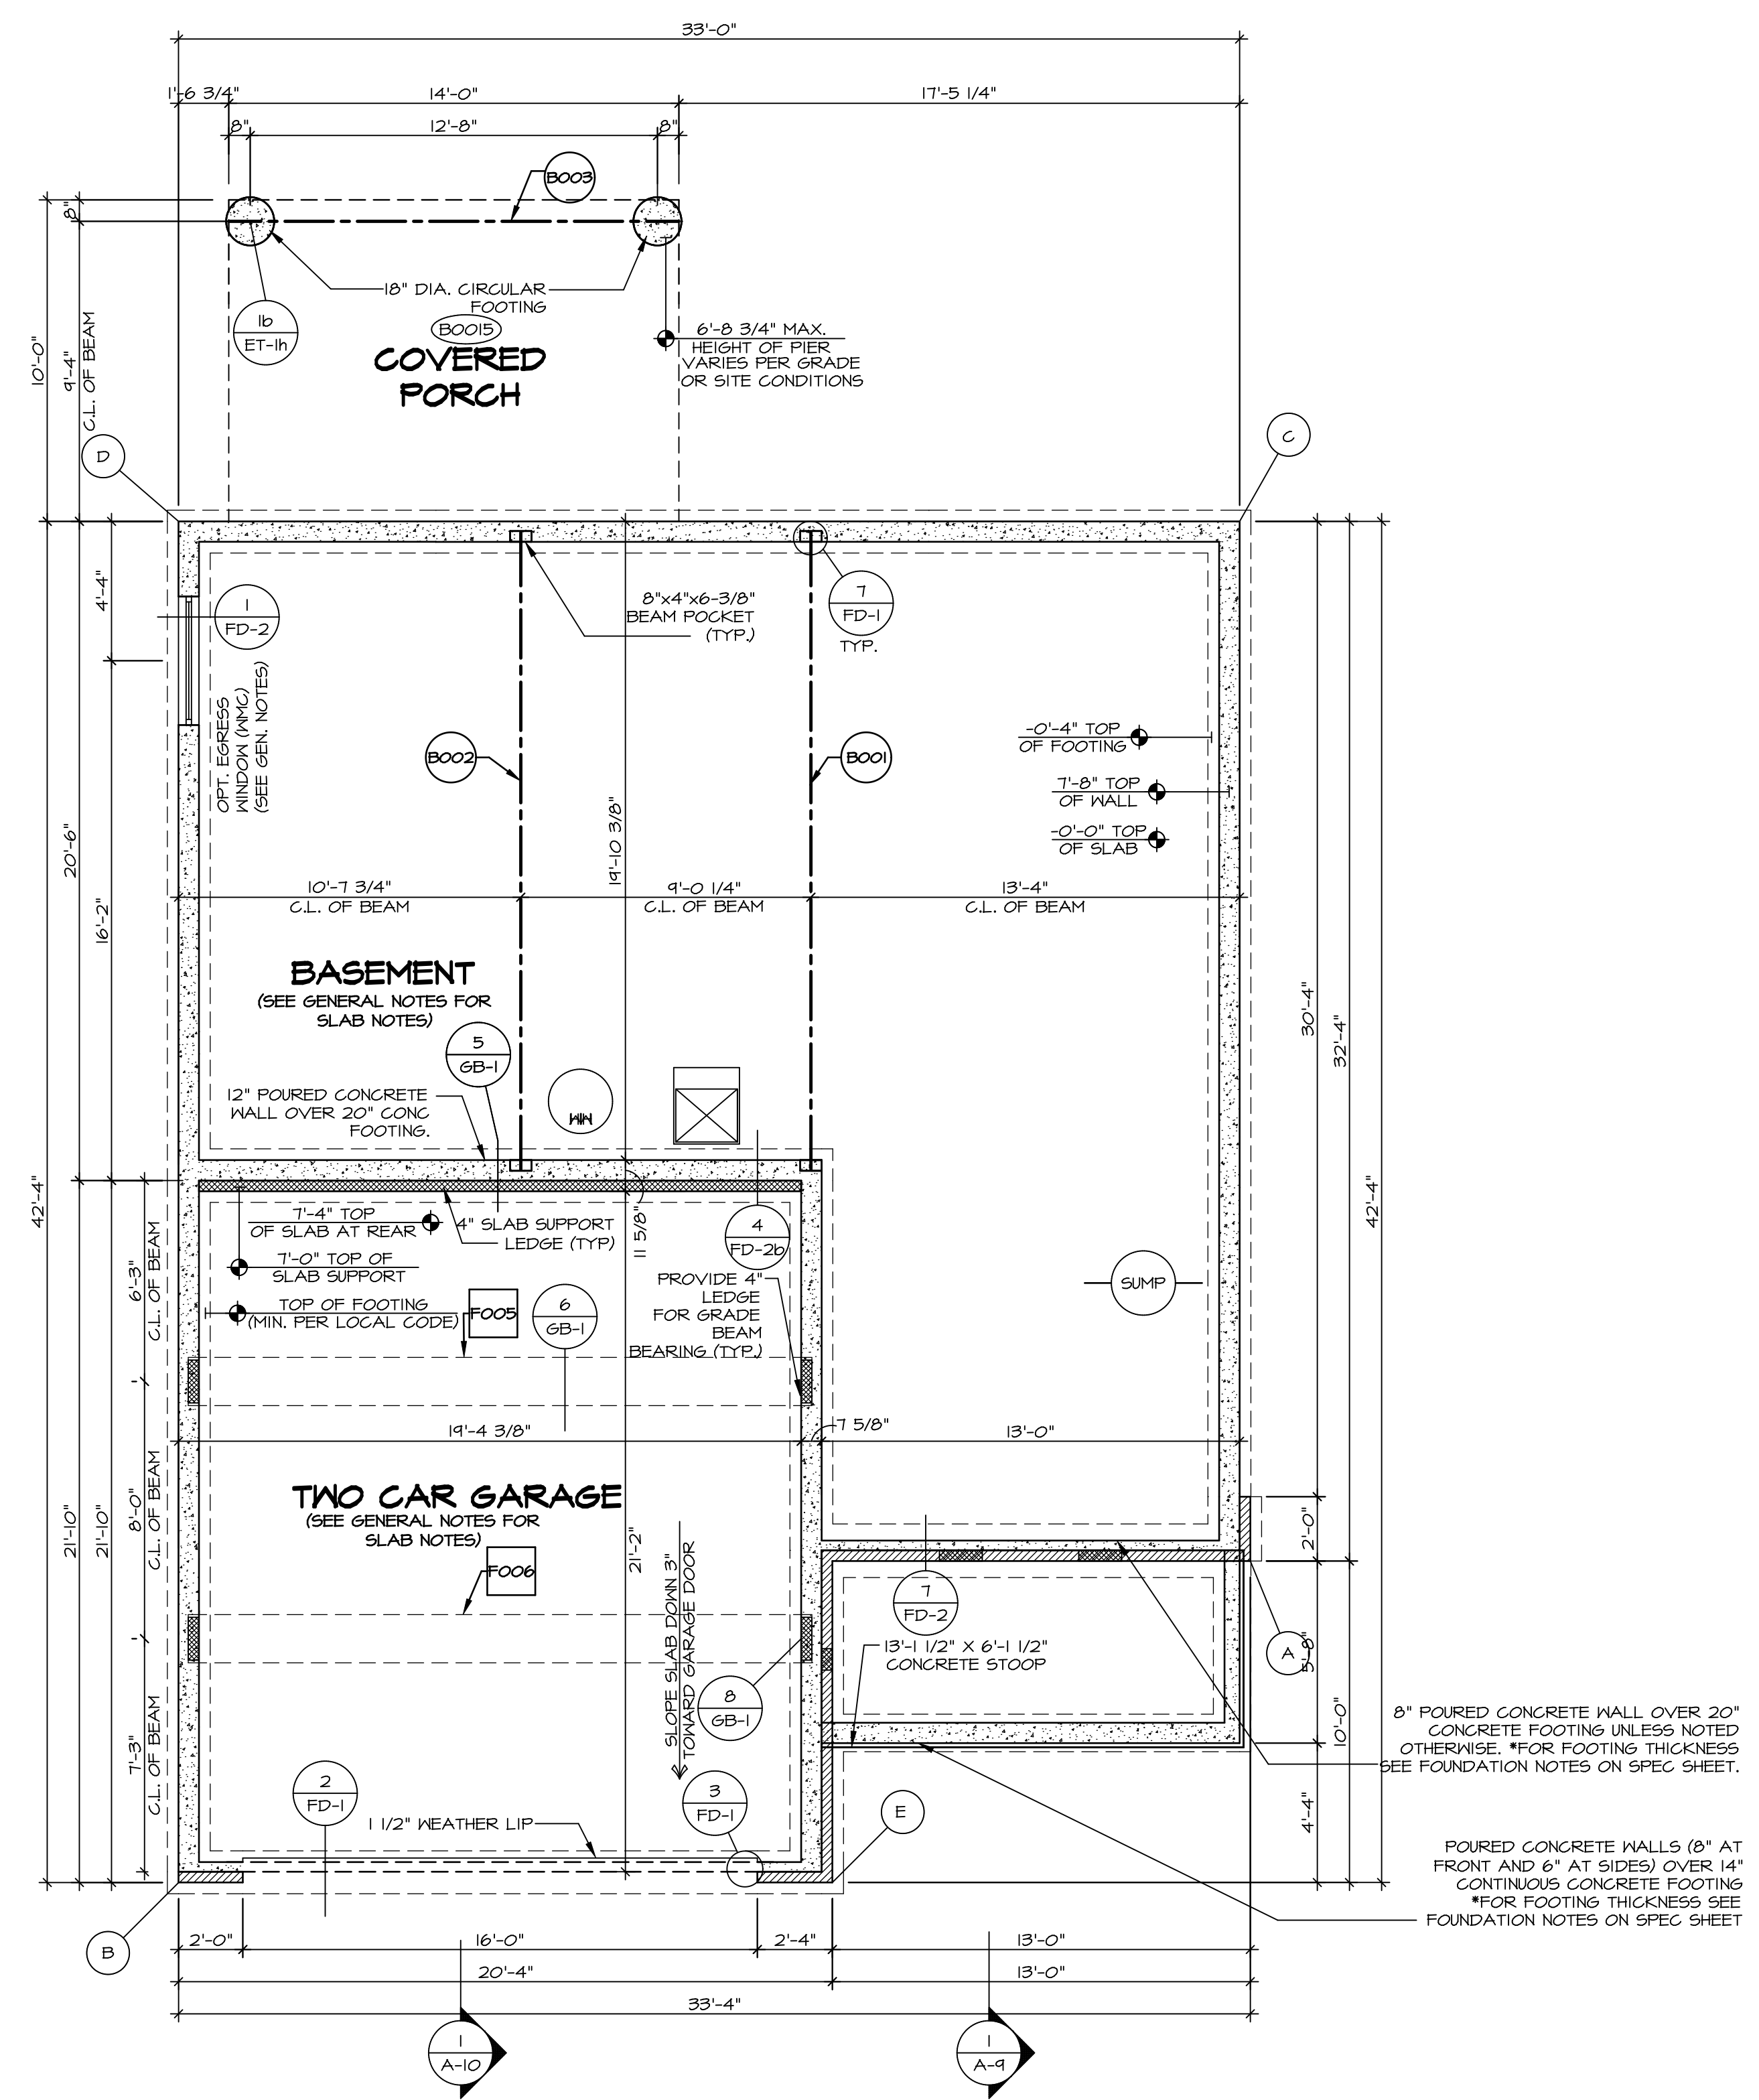 33'-0"
1'-6 3/4"
14'-0"
17'-5 1/4"
8"
12'-8"
8"
B003
8"
10'-0"
9'-4"
C.L. OF BEAM
18" DIA. CIRCULAR
FOOTING
1b
ET-1h
B0015
COVERED
PORCH
6'-8 3/4" MAX.
HEIGHT OF PIER
VARIES PER GRADE
OR SITE CONDITIONS
D
C
4'-4"
1
FD-2
8"x4"x6-3/8"
BEAM POCKET
(TYP.)
7
FD-1
TYP.
OPT. EGRESS
WINDOW (WMC)
(SEE GEN. NOTES)
B002
B001
-0'-4" TOP
OF FOOTING
7'-8" TOP
OF WALL
-0'-0" TOP
OF SLAB
20'-6"
16'-2"
19'-10 3/8"
10'-7 3/4"
C.L. OF BEAM
9'-0 1/4"
C.L. OF BEAM
13'-4"
C.L. OF BEAM
BASEMENT
(SEE GENERAL NOTES FOR
SLAB NOTES)
5
GB-1
12" POURED CONCRETE
WALL OVER 20" CONC
FOOTING.
WH
30'-4"
32'-4"
42'-4"
42'-4"
7'-4" TOP
OF SLAB AT REAR
4" SLAB SUPPORT
LEDGE (TYP)
11 5/8"
4
FD-2b
7'-0" TOP OF
SLAB SUPPORT
TOP OF FOOTING
(MIN. PER LOCAL CODE)
F005
6
GB-1
PROVIDE 4"
LEDGE
FOR GRADE
BEAM
BEARING (TYP.)
SUMP
6'-3"
C.L. OF BEAM
19'-4 3/8"
7 5/8"
13'-0"
TWO CAR GARAGE
(SEE GENERAL NOTES FOR
SLAB NOTES)
21'-10"
21'-10"
8'-0"
C.L. OF BEAM
F006
21'-2"
SLOPE SLAB DOWN 3"
TOWARD GARAGE DOOR
2'-0"
7
FD-2
13'-1 1/2" X 6'-1 1/2"
CONCRETE STOOP
A
5'-8"
8
GB-1
10'-0"
8" POURED CONCRETE WALL OVER 20"
CONCRETE FOOTING UNLESS NOTED
OTHERWISE. *FOR FOOTING THICKNESS
SEE FOUNDATION NOTES ON SPEC SHEET.
7'-3"
C.L. OF BEAM
2
FD-1
1 1/2" WEATHER LIP
3
FD-1
E
4'-4"
POURED CONCRETE WALLS (8" AT
FRONT AND 6" AT SIDES) OVER 14"
CONTINUOUS CONCRETE FOOTING
*FOR FOOTING THICKNESS SEE
FOUNDATION NOTES ON SPEC SHEET
B
2'-0"
16'-0"
2'-4"
13'-0"
20'-4"
13'-0"
33'-4"
1
A-10
1
A-9